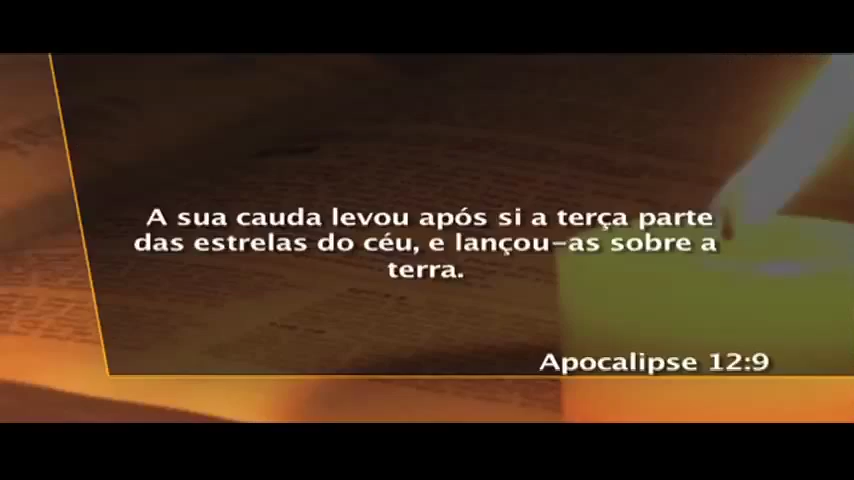 A sua cauda levou após si a terça parte
das estrelas do céu, e lançou-as sobre a
terra.
Apocalipse 12:9